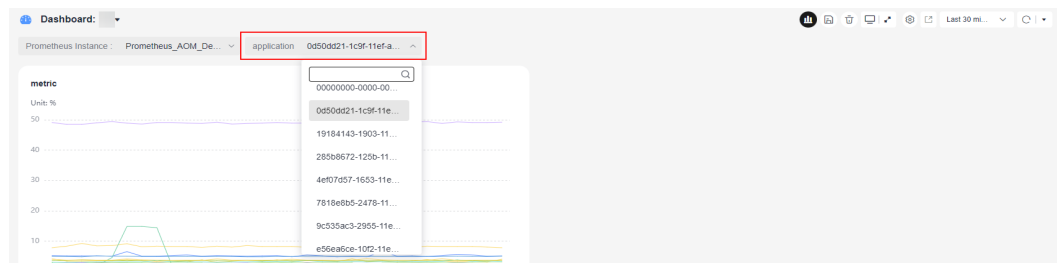 Dashboard:
Last 30 mi...
Prometheus Instance : Prometheus_AOM_De...
application 0d50dd21-1c9f-11ef-a...
metric
Unit: %
50
40
30
20
10
00000000-0000-00...
0d50dd21-1c9f-11e...
19184143-1903-11...
285b8672-125b-11...
4ef07d57-1653-11e...
7818e8b5-2478-11...
9c535ac3-2955-11e...
e56ea6ce-10f2-11e...